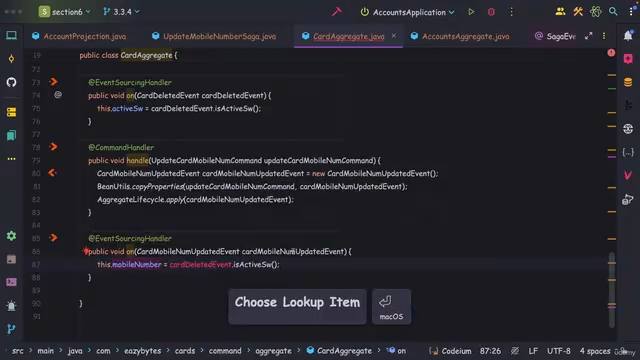 section6
3.3.4
AccountsApplication
AccountProjection.java
UpdateMobileNumberSaga.java
CardAggregate.java
AccountsAggregate.java
SagaEve
19 public class CardAggregate {
73 @EventSourcingHandler
74 public void on(CardDeletedEvent cardDeletedEvent) {
75 this.activeSw = cardDeletedEvent.isActiveSw();
76 }
77
78 @CommandHandler
79 public void handle(UpdateCardMobileNumCommand updateCardMobileNumCommand) {
80 CardMobileNumUpdatedEvent cardMobileNumUpdatedEvent = new CardMobileNumUpdatedEvent();
81 BeanUtils.copyProperties(updateCardMobileNumCommand, cardMobileNumUpdatedEvent);
82 AggregateLifecycle.apply(cardMobileNumUpdatedEvent);
83 }
84
85 @EventSourcingHandler
86 public void on(CardMobileNumUpdatedEvent cardMobileNumUpdatedEvent) {
87 this.mobileNumber = cardDeletedEvent.isActiveSw();
88 }
89
90 }
91
Choose Lookup Item
macOS
src › main › java › com › eazybytes › cards › command › aggregate › CardAggregate › on
Codeium
87:26
LF
UTF-8
Udemy